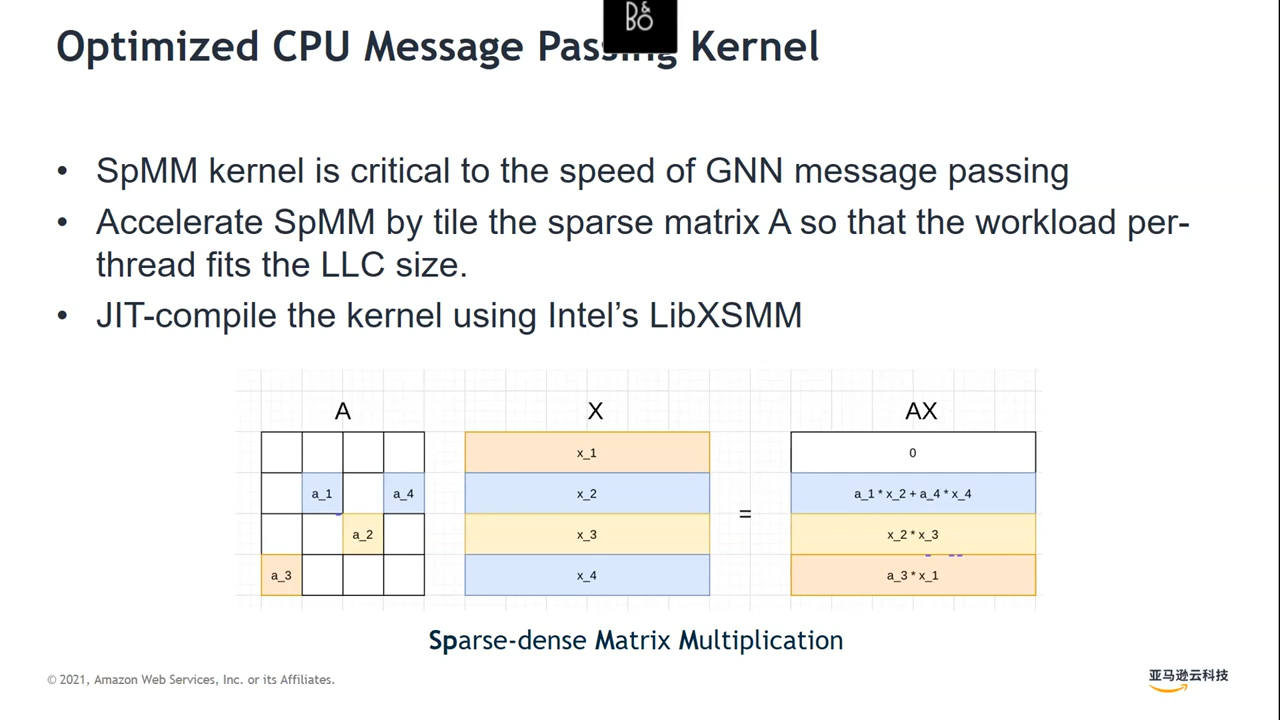 D&
BO
Optimized CPU Message Passing Kernel
• SpMM kernel is critical to the speed of GNN message passing
• Accelerate SpMM by tile the sparse matrix A so that the workload per-
thread fits the LLC size.
• JIT-compile the kernel using Intel’s LibXSMM
A X AX
x_1 0
a_1 a_4 x_2 = a_1 * x_2 + a_4 * x_4
a_2 x_3 x_2 * x_3
a_3 x_4 a_3 * x_1
Sparse-dense Matrix Multiplication
© 2021, Amazon Web Services, Inc. or its Affiliates.
亚马逊云科技